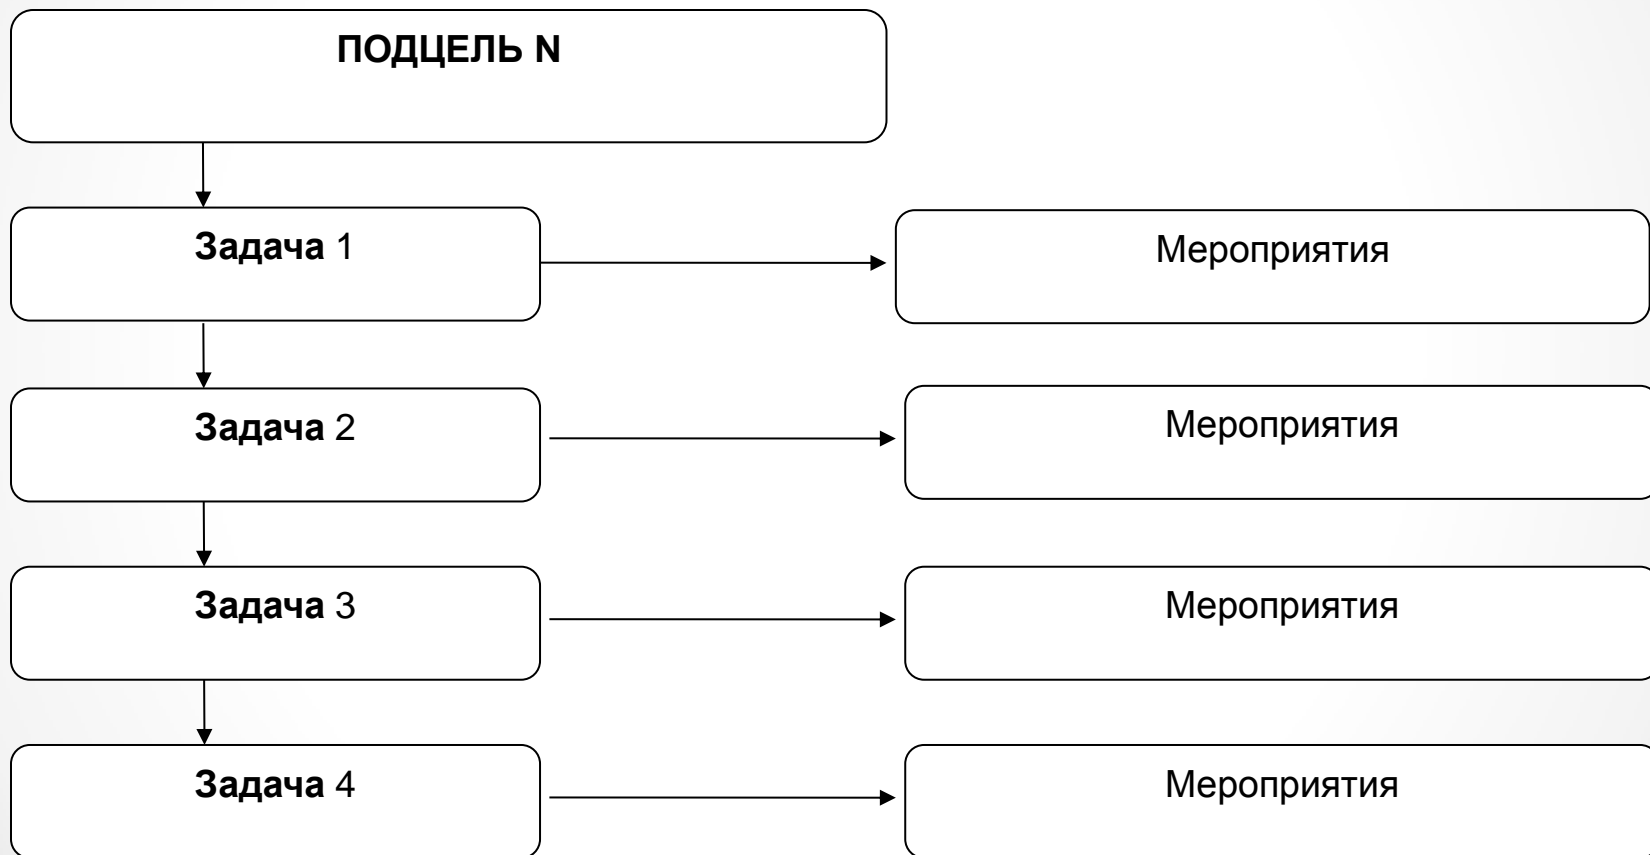 ПОДЦЕЛЬ N
Задача 1
Мероприятия
Задача 2
Мероприятия
Задача 3
Мероприятия
Задача 4
Мероприятия